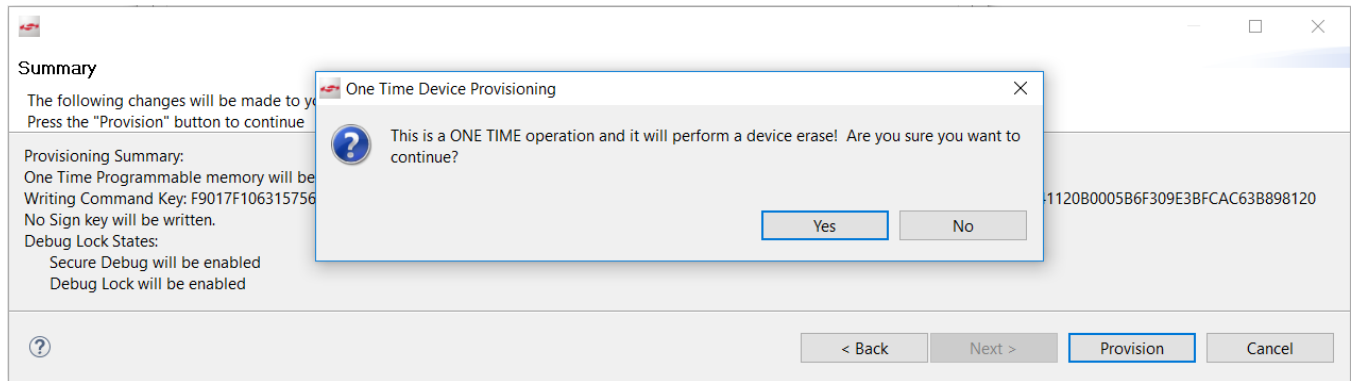 Summary
The following changes will be made to yo
Press the "Provision" button to continue
One Time Device Provisioning
This is a ONE TIME operation and it will perform a device erase! Are you sure you want to
continue?
Yes
No
Provisioning Summary:
One Time Programmable memory will be
Writing Command Key: F9017F106315756 1120B0005B6F309E3BFCAC63B898120
No Sign key will be written.
Debug Lock States:
Secure Debug will be enabled
Debug Lock will be enabled
?
< Back
Next >
Provision
Cancel